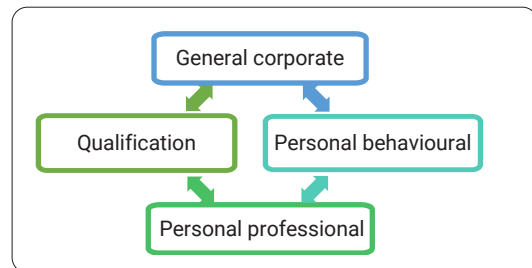 General corporate
Qualification
Personal behavioural
Personal professional